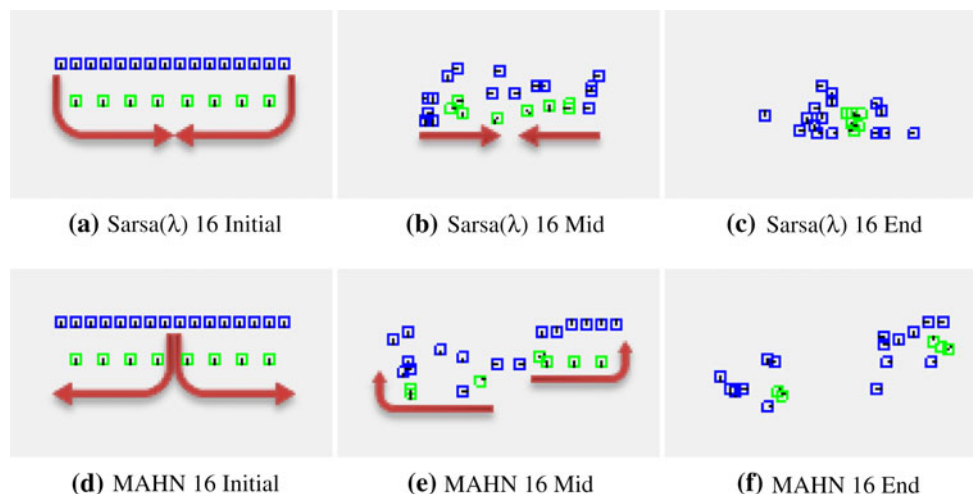 (a) Sarsa(λ) 16 Initial
(b) Sarsa(λ) 16 Mid
(c) Sarsa(λ) 16 End
(d) MAHN 16 Initial
(e) MAHN 16 Mid
(f) MAHN 16 End